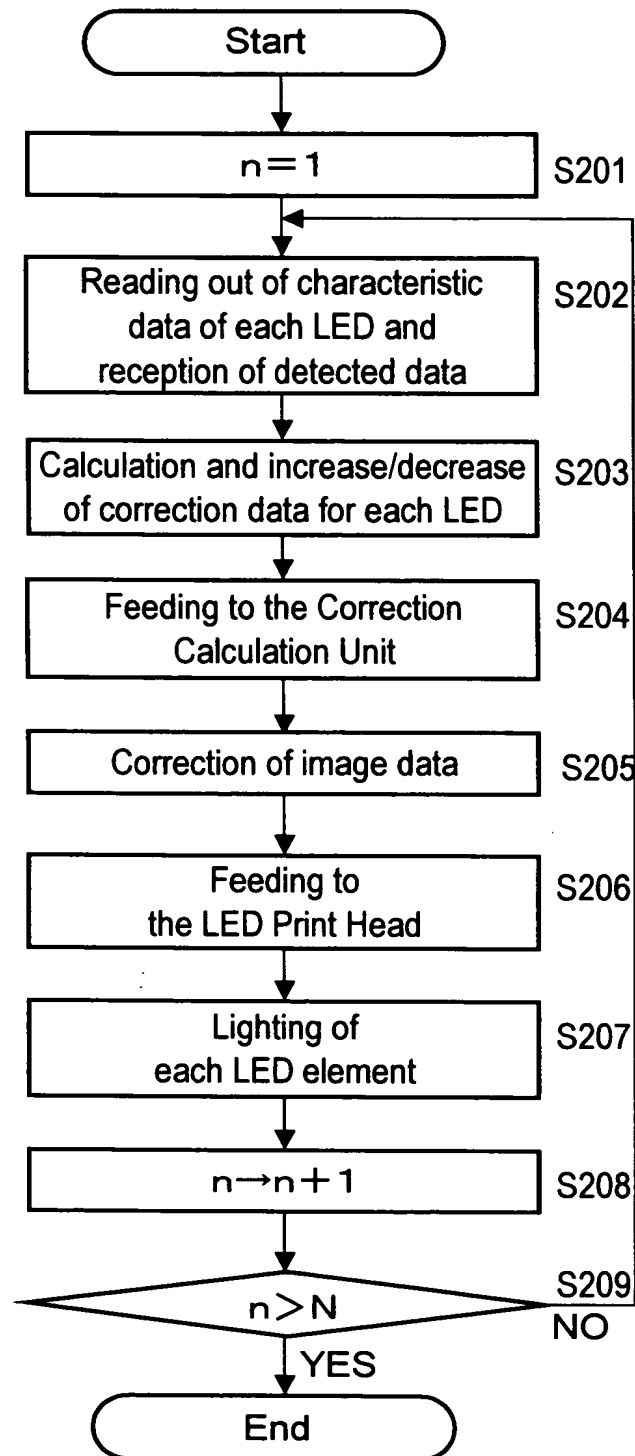 Start
n=1
S201
Reading out of characteristic
data of each LED and
reception of detected data
S202
Calculation and increase/decrease
of correction data for each LED
S203
Feeding to the Correction
Calculation Unit
S204
Correction of image data
S205
Feeding to
the LED Print Head
S206
Lighting of
each LED element
S207
n→n+1
S208
n>N
S209
NO
YES
End